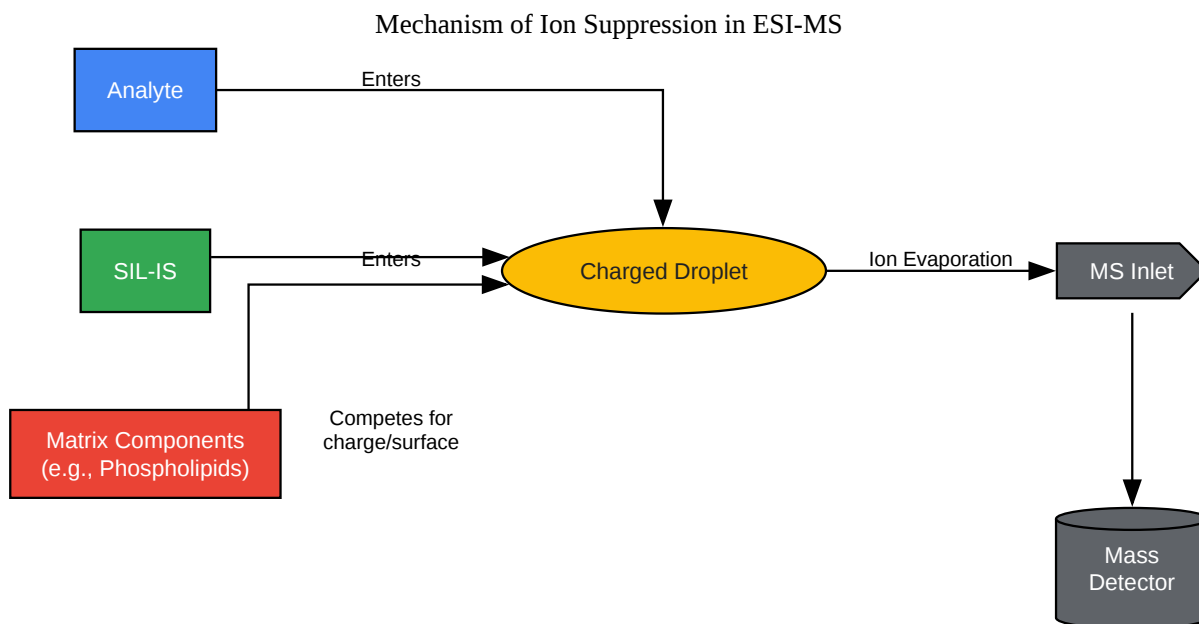 Mechanism of Ion Suppression in ESI-MS
Analyte
Enters
SIL-IS
Enters
Charged Droplet
Ion Evaporation
MS Inlet
Matrix Components
(e.g., Phospholipids)
Competes for
charge/surface
Mass
Detector